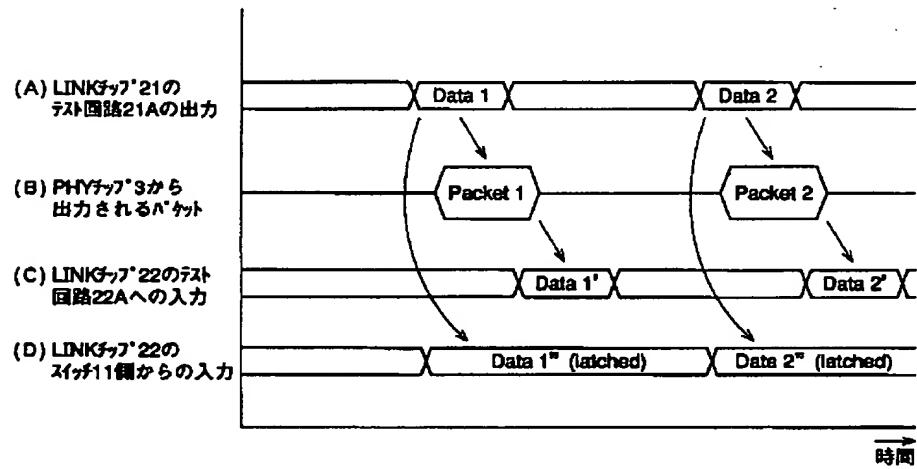 (A) LINKチップ21の
テスト回路21Aの出力
Data 1
Data 2
(B) PHYチップ3から
出力されるパケット
Packet 1
Packet 2
(C) LINKチップ22のテスト
回路22Aへの入力
Data 1'
Data 2'
(D) LINKチップ22の
スイッチ11側からの入力
Data 1" (latched)
Data 2" (latched)
時間